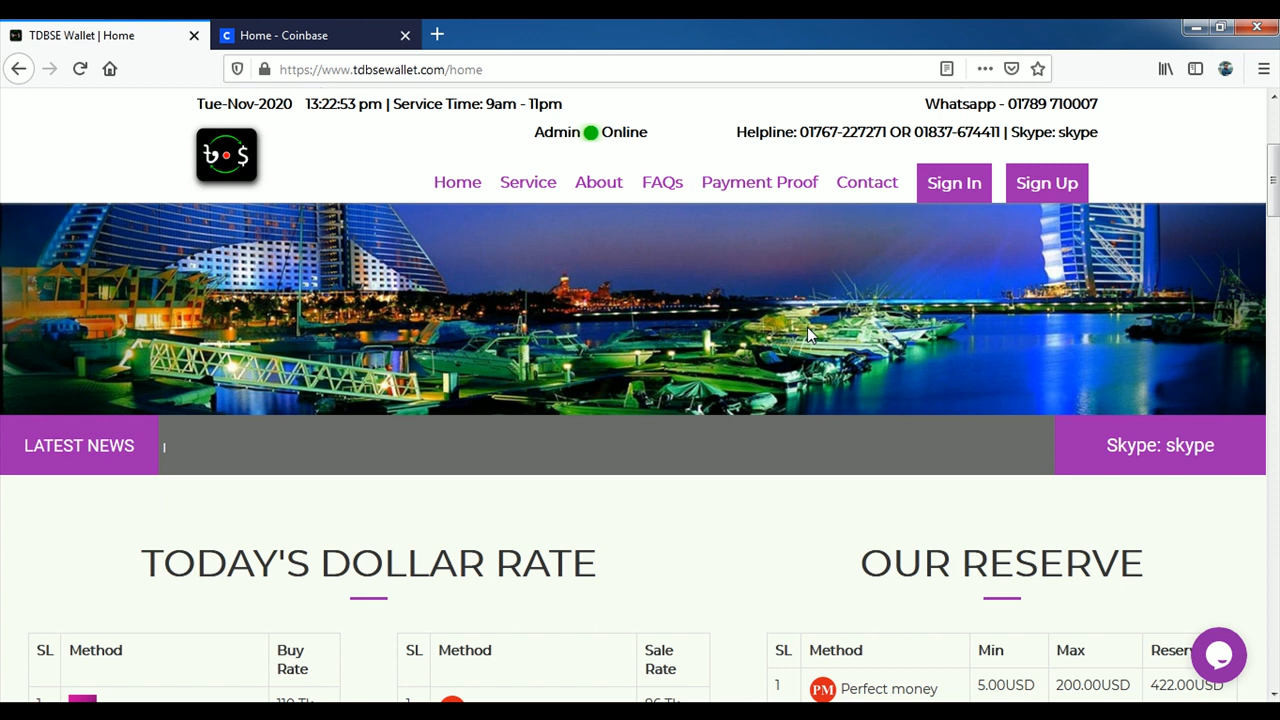 TDBSE Wallet | Home
Home - Coinbase
https://www.tdbsewallet.com/home
Tue-Nov-2020 13:22:53 pm | Service Time: 9am - 11pm
Whatsapp - 01789 710007
Admin Online
Helpline: 01767-227271 OR 01837-674411 | Skype: skype
৳ $
Home Service About FAQs Payment Proof Contact Sign In Sign Up
LATEST NEWS
Skype: skype
TODAY'S DOLLAR RATE
OUR RESERVE
SL Method Buy Rate
SL Method Sale Rate
SL Method Min Max
1 PM Perfect money 5.00USD 200.00USD 422.00USD